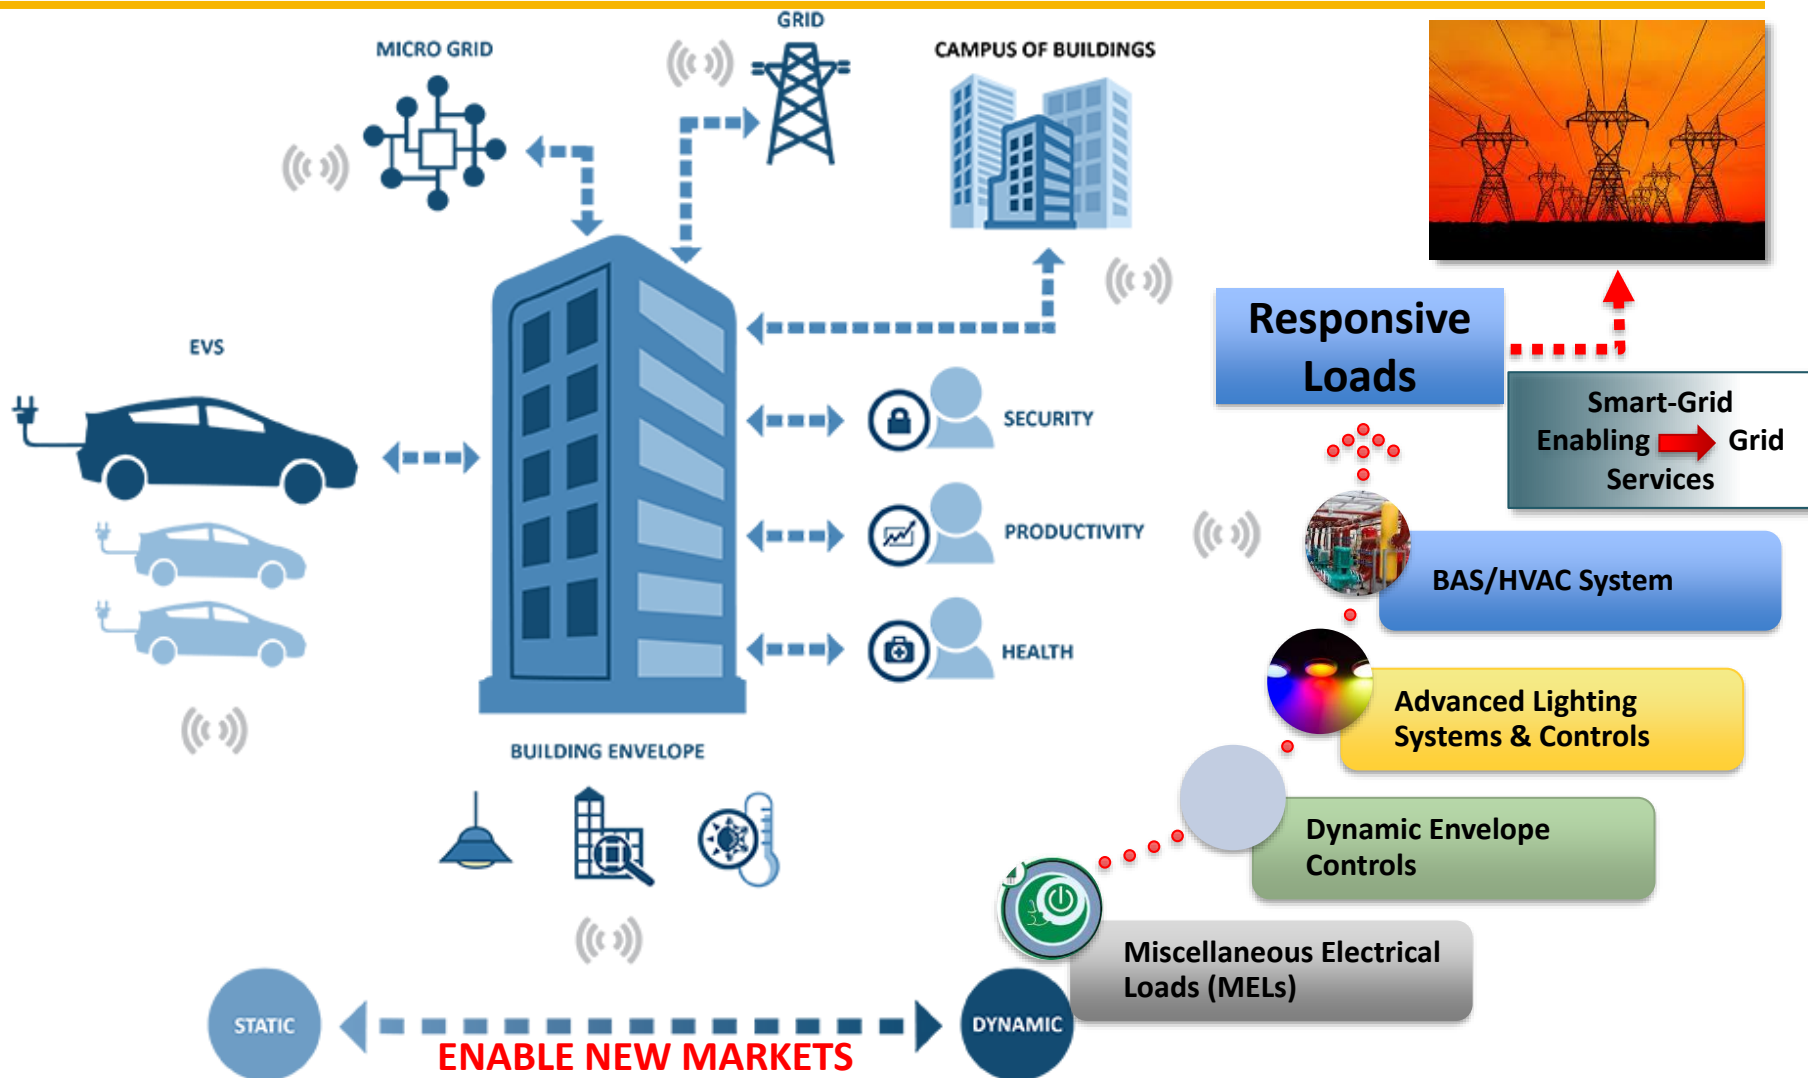 GRID
MICRO GRID
CAMPUS OF BUILDINGS
EVS
SECURITY
PRODUCTIVITY
HEALTH
BUILDING ENVELOPE
STATIC
DYNAMIC
ENABLE NEW MARKETS
Responsive
Loads
Smart-Grid
Enabling Grid
Services
BAS/HVAC System
Advanced Lighting
Systems & Controls
Dynamic Envelope
Controls
Miscellaneous Electrical
Loads (MELs)